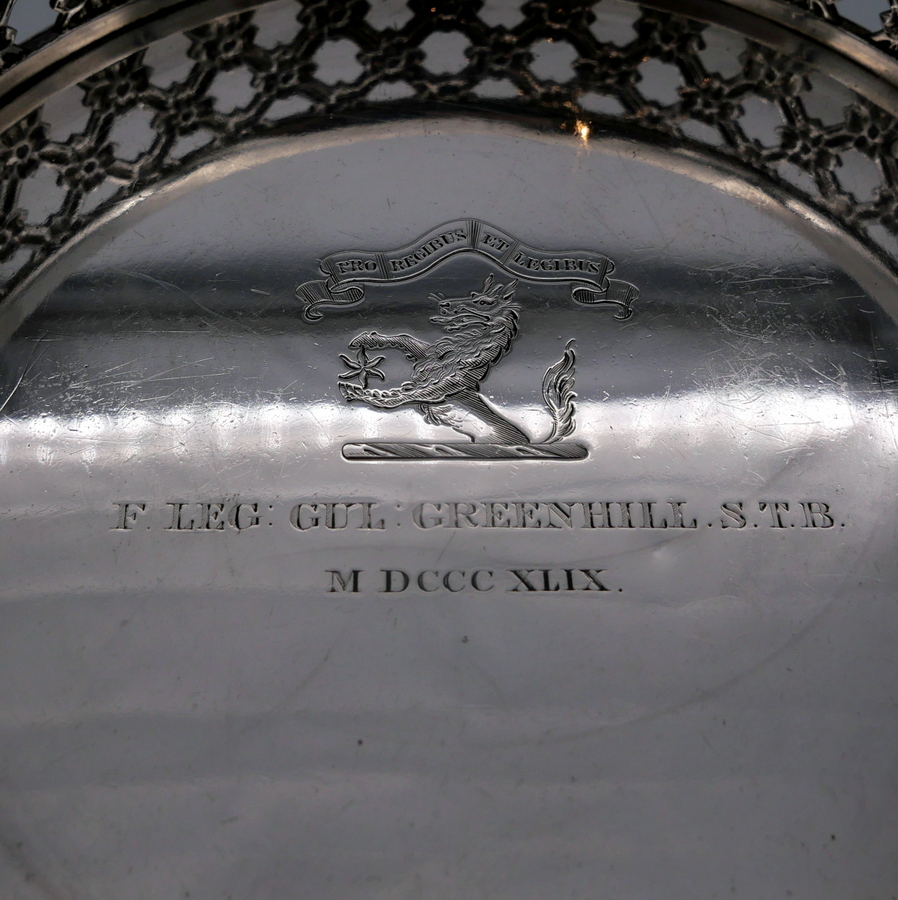 PRO REGIBUS ET LEGIBUS
F. LEG: GUL: GREENHILL. S.T.B.
M DCCC XLIX.